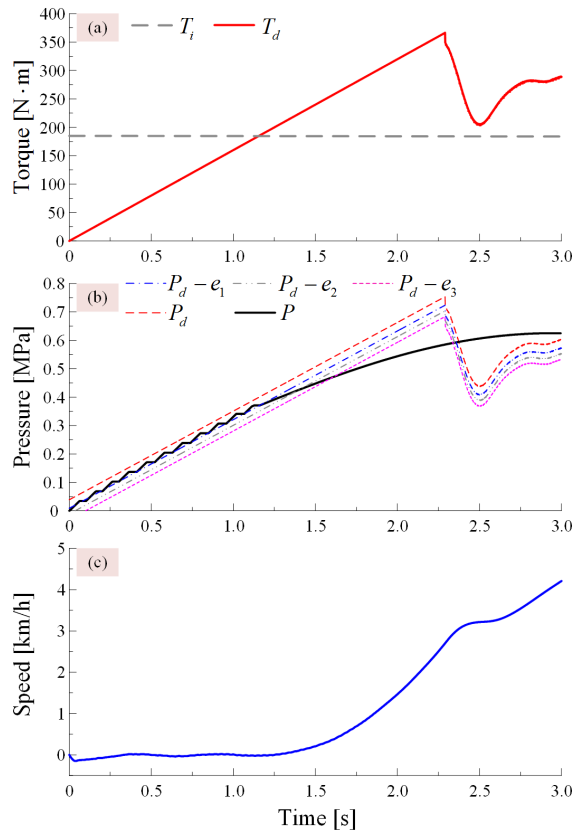 (a) T_i T_d
Torque [N·m]
400
350
300
250
200
150
100
50
0
0 0.5 1.0 1.5 2.0 2.5 3.0
(b) P_d − e_1 P_d − e_2 P_d − e_3
P_d P
Pressure [MPa]
0.8
0.7
0.6
0.5
0.4
0.3
0.2
0.1
0
0 0.5 1.0 1.5 2.0 2.5 3.0
(c)
Speed [km/h]
5
4
3
2
1
0
0 0.5 1.0 1.5 2.0 2.5 3.0
Time [s]